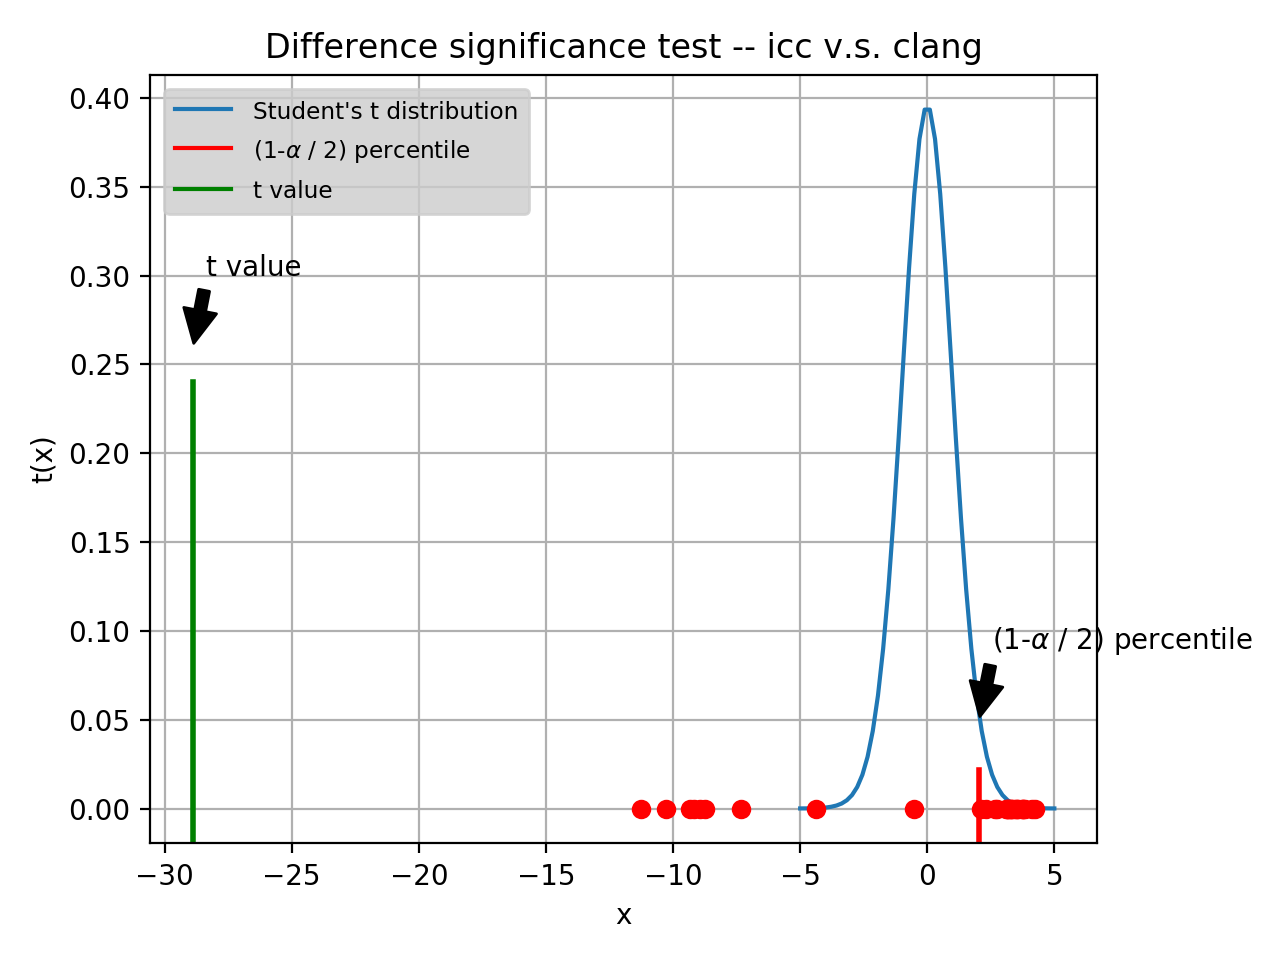 Difference significance test -- icc v.s. clang
Student's t distribution
(1-α / 2) percentile
t value
t value
(1-α / 2) percentile
0.40
0.35
0.30
0.25
0.20
0.15
0.10
0.05
0.00
t(x)
−30 −25 −20 −15 −10 −5 0 5
x